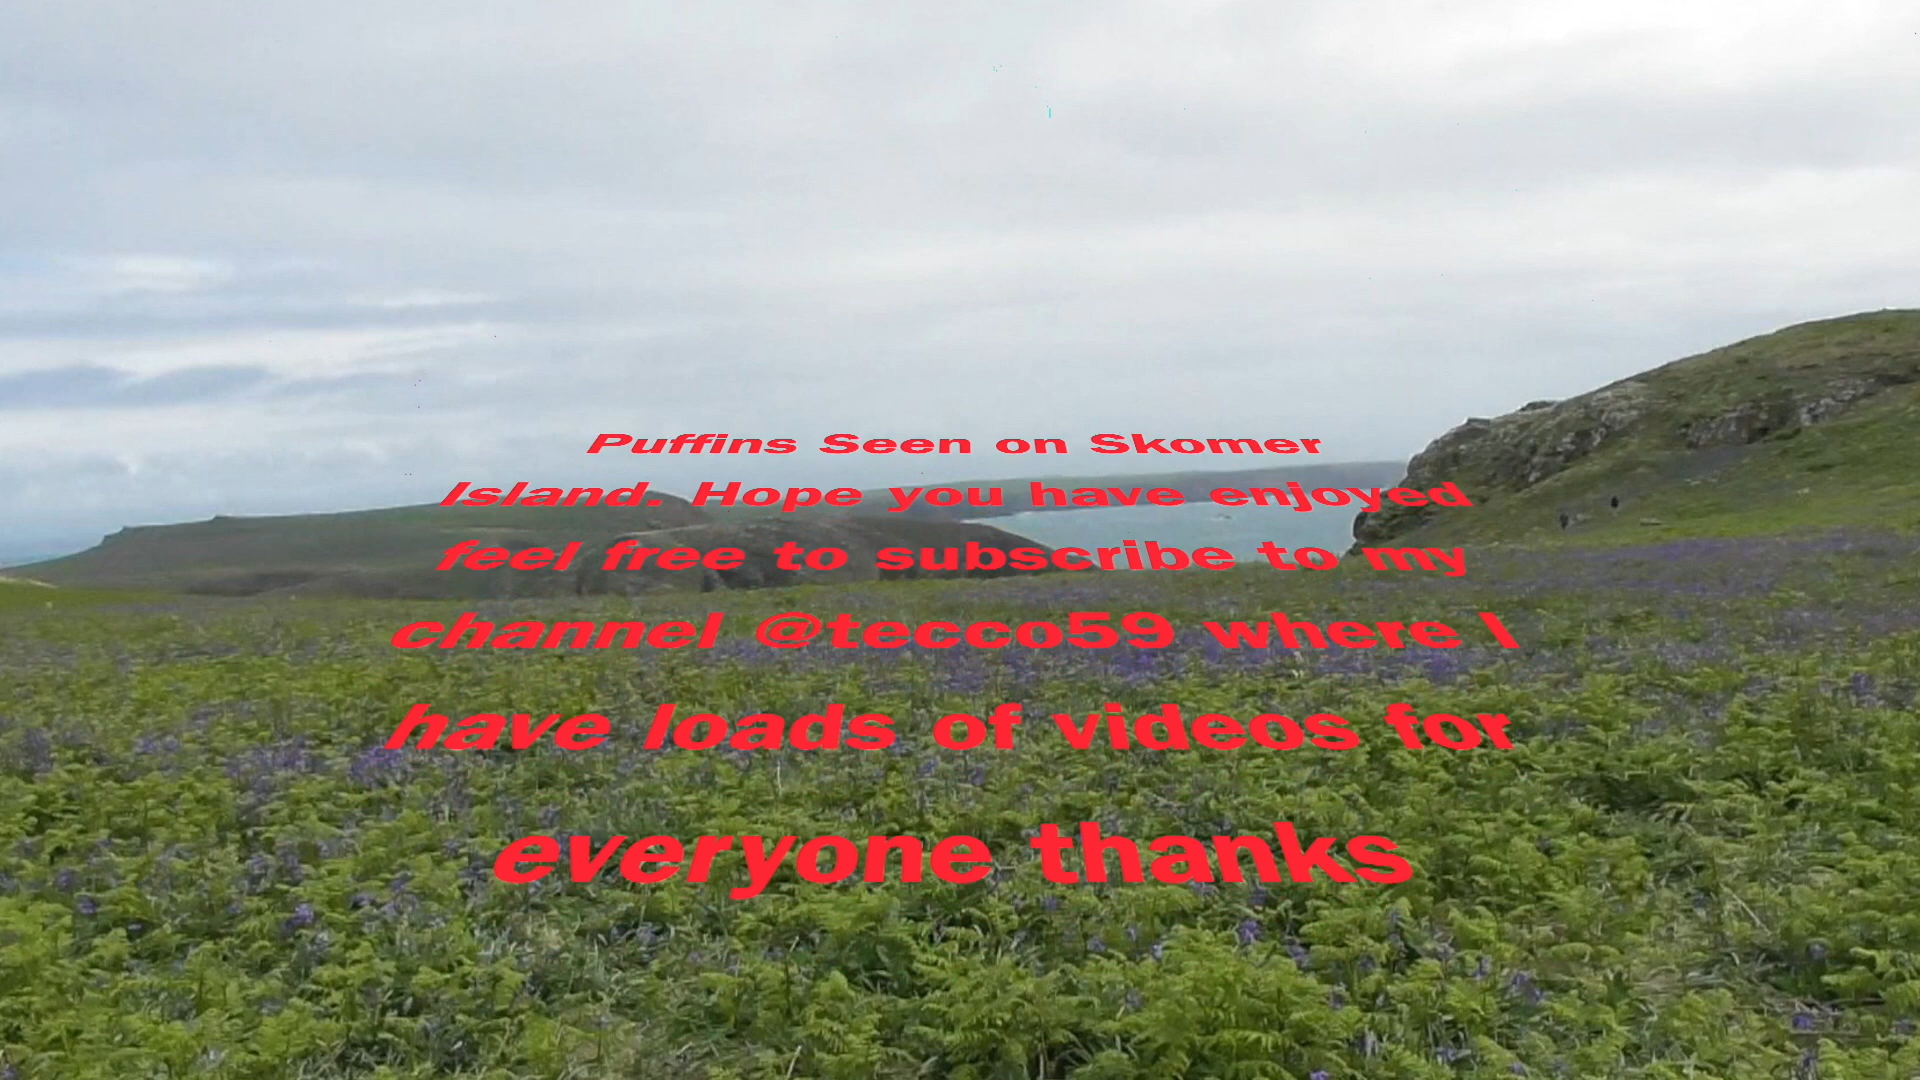 Puffins Seen on Skomer
Island. Hope you have enjoyed
feel free to subscribe to my
channel @tecco59 where I
have loads of videos for
everyone thanks